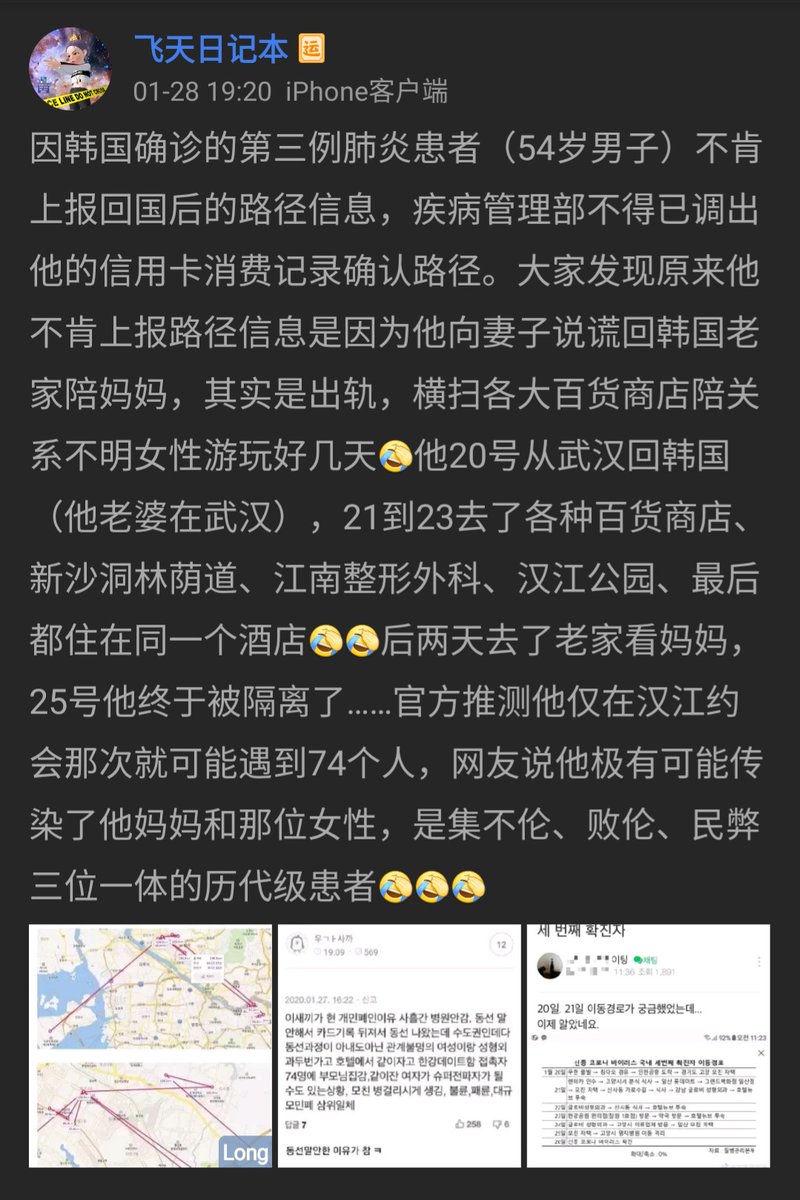 飞天日记本 运
01-28 19:20 iPhone客户端
因韩国确诊的第三例肺炎患者（54岁男子）不肯
上报回国后的路径信息，疾病管理部不得已调出
他的信用卡消费记录确认路径。大家发现原来他
不肯上报路径信息是因为他向妻子说谎回韩国老
家陪妈妈，其实是出轨，横扫各大百货商店陪关
系不明女性游玩好几天🤣他20号从武汉回韩国
（他老婆在武汉），21到23去了各种百货商店、
新沙洞林荫道、江南整形外科、汉江公园、最后
都住在同一个酒店🤣🤣后两天去了老家看妈妈，
25号他终于被隔离了……官方推测他仅在汉江约
会那次就可能遇到74个人，网友说他极有可能传
染了他妈妈和那位女性，是集不伦、败伦、民弊
三位一体的历代级患者🤣🤣🤣
Long
12
19:09 569
2020.01.27. 16:22 · 신고
이새끼가 현 개민폐인이유 사흘간 병원안감. 동선 말
안해서 카드기록 뒤져서 동선 나왔는데 수도권인데다
동선과정이 아내도아닌 관계불명의 여성이랑 성형외
과두번가고 호텔에서 같이자고 한강데이트함 접촉자
74명에 부모님집감,같이잔 여자가 슈퍼전파자가 될
수도있는상황, 모친 벙걸리시게 생김, 불륜,패륜,대규
모민폐 삼위일체
답글 7
258 6
동선말안한 이유가 참 ㅋ
세 번째 확진자
이팅 채팅
11:36 조회 1,891
20일. 21일 이동경로가 궁금했었는데...
이제 알았네요.
92% 오전 11:23
신종 코로나 바이러스 국내 세번째 확진자 이동경로
확대/축소 : 0%
자료 : 질병관리본부